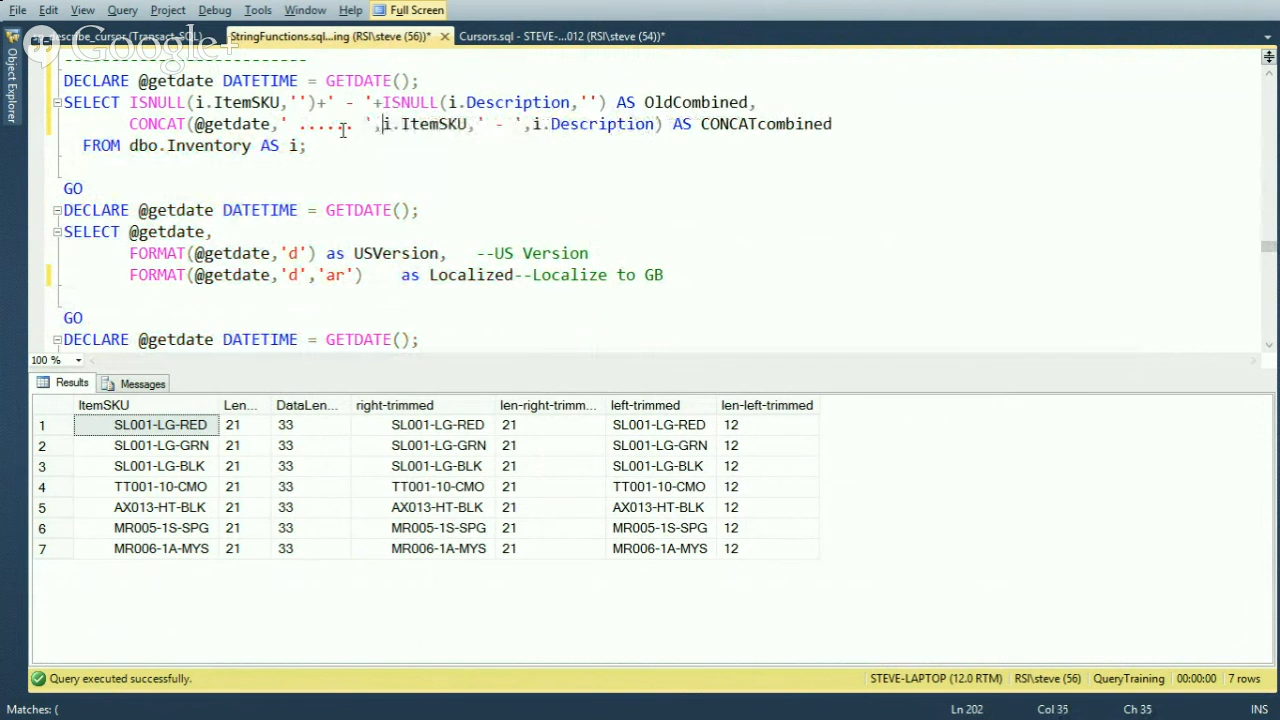 File Edit View Query Project Debug Tools Window Help Full Screen
Google+
sp_describe_cursor (Transact-SQL) StringFunctions.sql...ing (RSI\steve (56))* × Cursors.sql - STEVE-...012 (RSI\steve (54))*
Object Explorer
------------------------
DECLARE @getdate DATETIME = GETDATE();
SELECT ISNULL(i.ItemSKU,'')+' - '+ISNULL(i.Description,'') AS OldCombined,
CONCAT(@getdate,' ...... ',i.ItemSKU,' - ',i.Description) AS CONCATcombined
FROM dbo.Inventory AS i;
GO
DECLARE @getdate DATETIME = GETDATE();
SELECT @getdate,
FORMAT(@getdate,'d') as USVersion, --US Version
FORMAT(@getdate,'d','ar') as Localized--Localize to GB
GO
DECLARE @getdate DATETIME = GETDATE();
100 %
Results Messages
ItemSKU Len... DataLen... right-trimmed len-right-trimm... left-trimmed len-left-trimmed
1 SL001-LG-RED 21 33 SL001-LG-RED 21 SL001-LG-RED 12
2 SL001-LG-GRN 21 33 SL001-LG-GRN 21 SL001-LG-GRN 12
3 SL001-LG-BLK 21 33 SL001-LG-BLK 21 SL001-LG-BLK 12
4 TT001-10-CMO 21 33 TT001-10-CMO 21 TT001-10-CMO 12
5 AX013-HT-BLK 21 33 AX013-HT-BLK 21 AX013-HT-BLK 12
6 MR005-1S-SPG 21 33 MR005-1S-SPG 21 MR005-1S-SPG 12
7 MR006-1A-MYS 21 33 MR006-1A-MYS 21 MR006-1A-MYS 12
Query executed successfully. STEVE-LAPTOP (12.0 RTM) RSI\steve (56) QueryTraining 00:00:00 7 rows
Matches: ( Ln 202 Col 35 Ch 35 INS